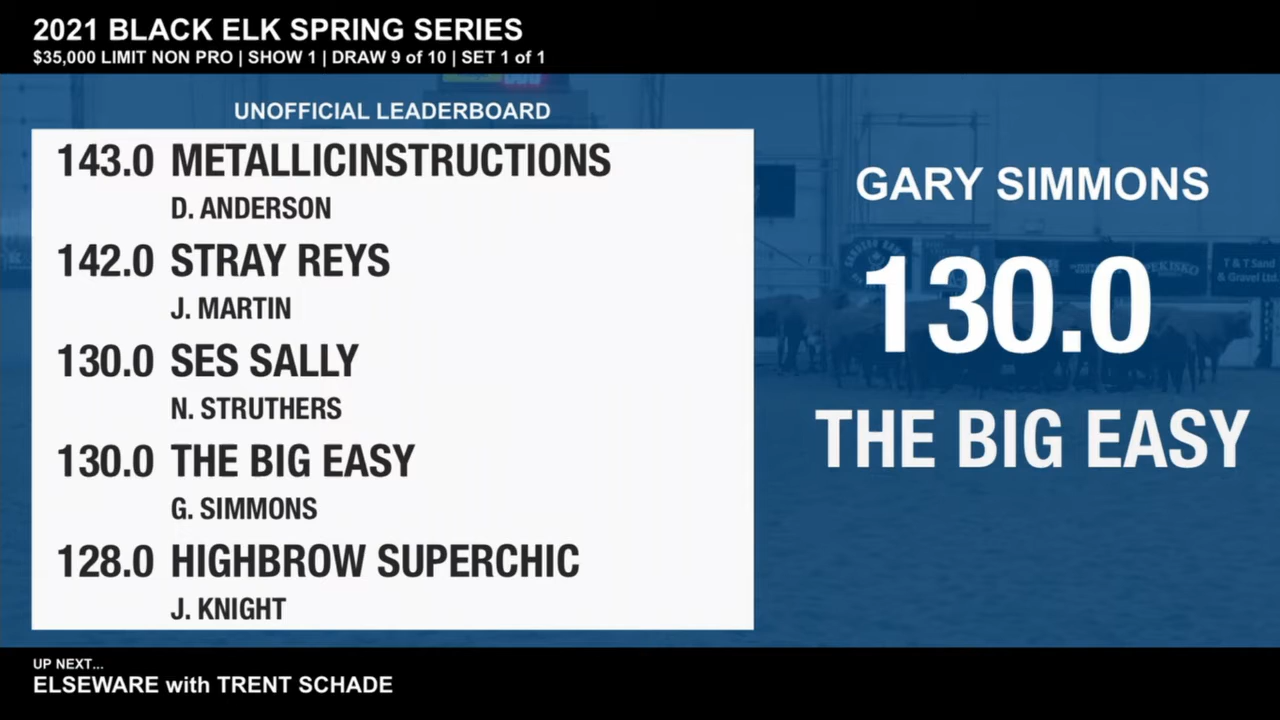 2021 BLACK ELK SPRING SERIES
$35,000 LIMIT NON PRO | SHOW 1 | DRAW 9 of 10 | SET 1 of 1
UNOFFICIAL LEADERBOARD
143.0 METALLICINSTRUCTIONS
D. ANDERSON
142.0 STRAY REYS
J. MARTIN
130.0 SES SALLY
N. STRUTHERS
130.0 THE BIG EASY
G. SIMMONS
128.0 HIGHBROW SUPERCHIC
J. KNIGHT
GARY SIMMONS
130.0
THE BIG EASY
T & T Sand
& Gravel Ltd.
UP NEXT...
ELSEWARE with TRENT SCHADE